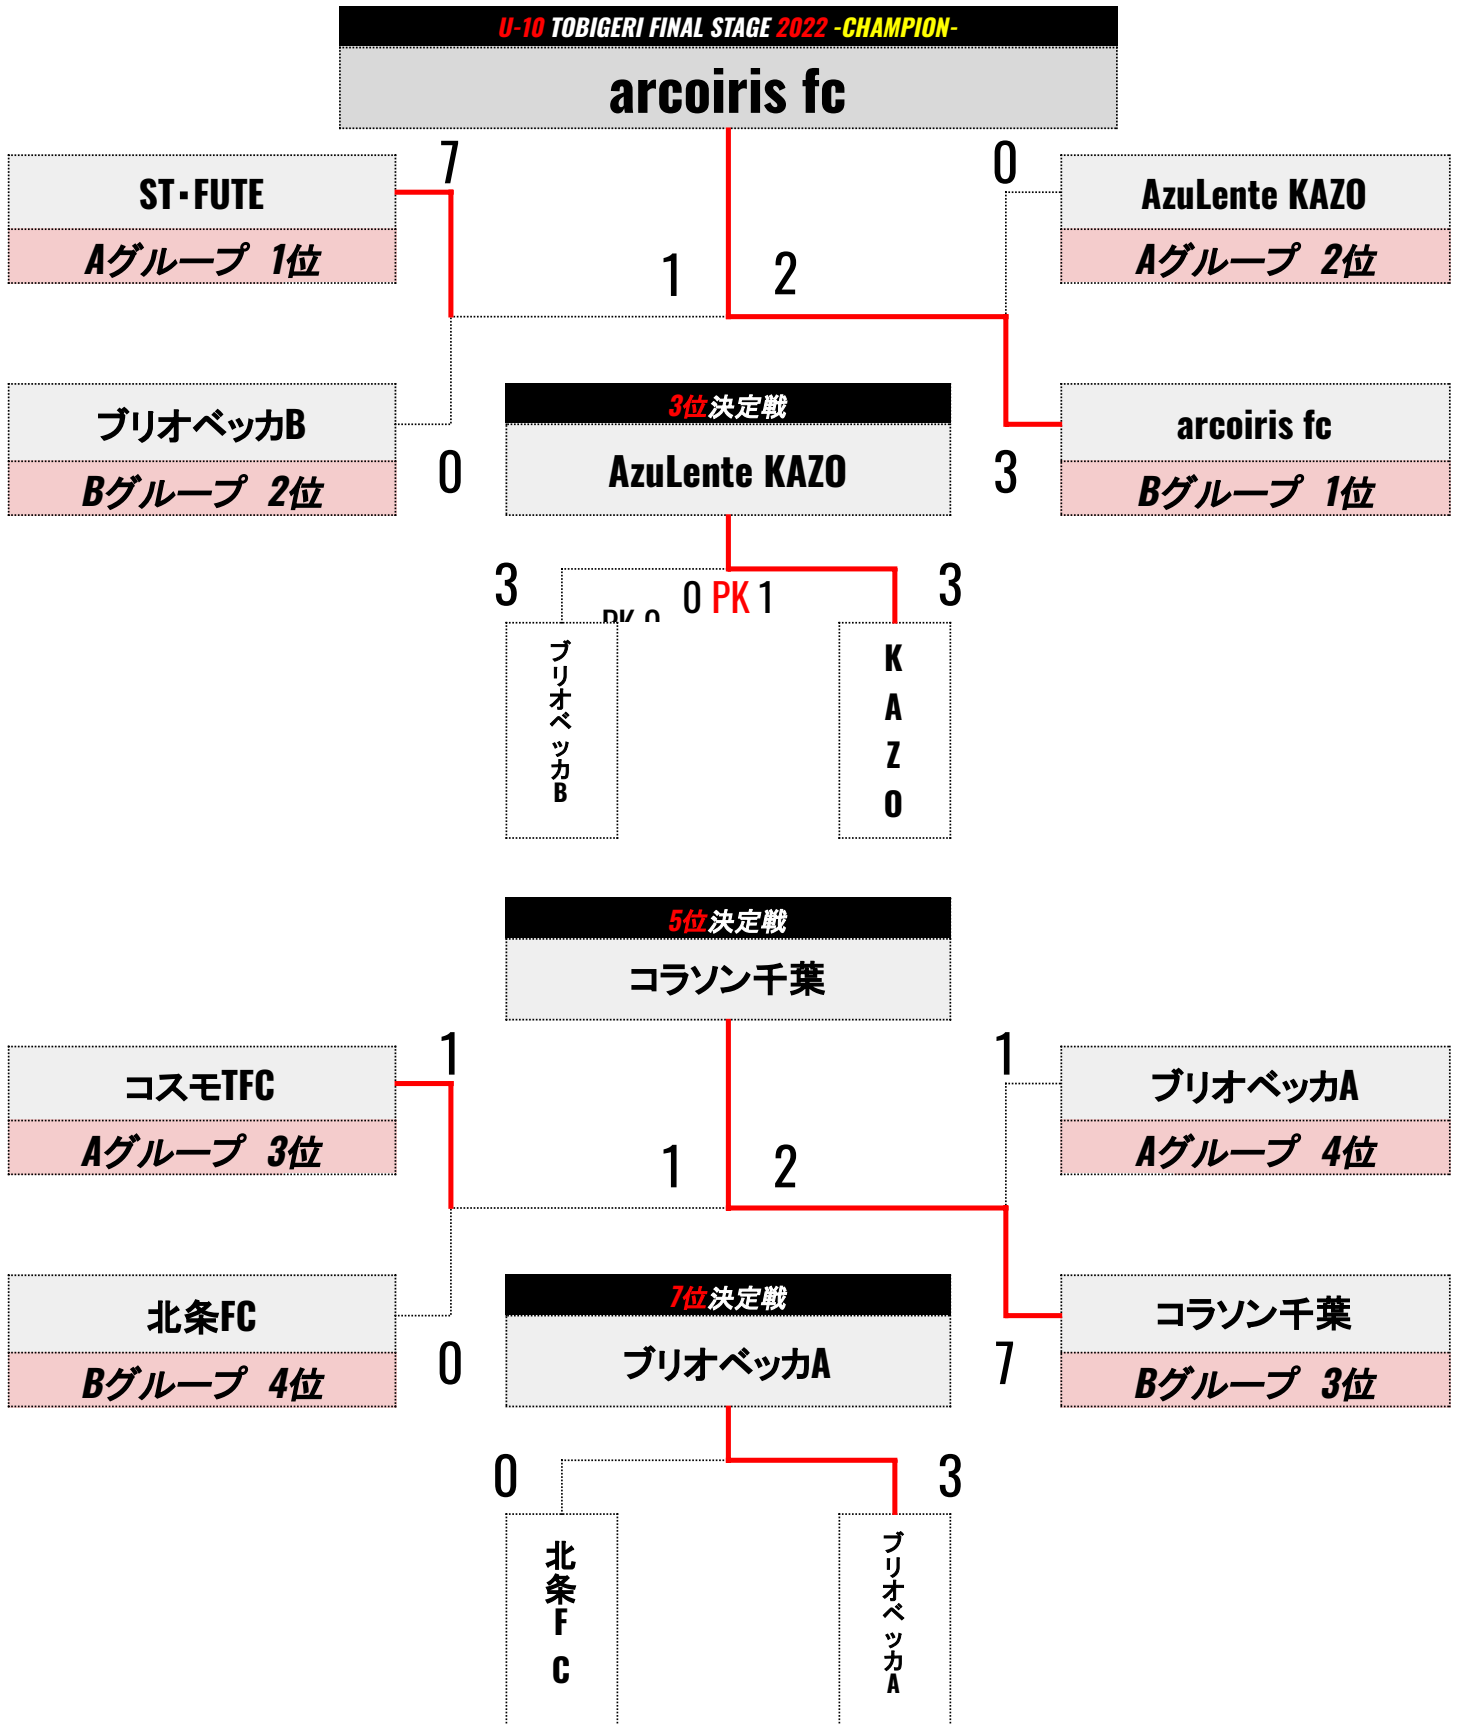 U-10 TOBIGERI FINAL STAGE 2022 -CHAMPION-
arcoiris fc
7
0
ST・FUTE
AzuLente KAZO
Aグループ 1位
Aグループ 2位
1
2
ブリオベッカB
3位決定戦
arcoiris fc
Bグループ 2位
0
AzuLente KAZO
3
Bグループ 1位
3
0 PK 1
3
ブリオベッカB
KAZO
5位決定戦
コラソン千葉
1
1
コスモTFC
ブリオベッカA
Aグループ 3位
Aグループ 4位
1
2
北条FC
7位決定戦
コラソン千葉
Bグループ 4位
0
ブリオベッカA
7
Bグループ 3位
0
3
北条FC
ブリオベッカA